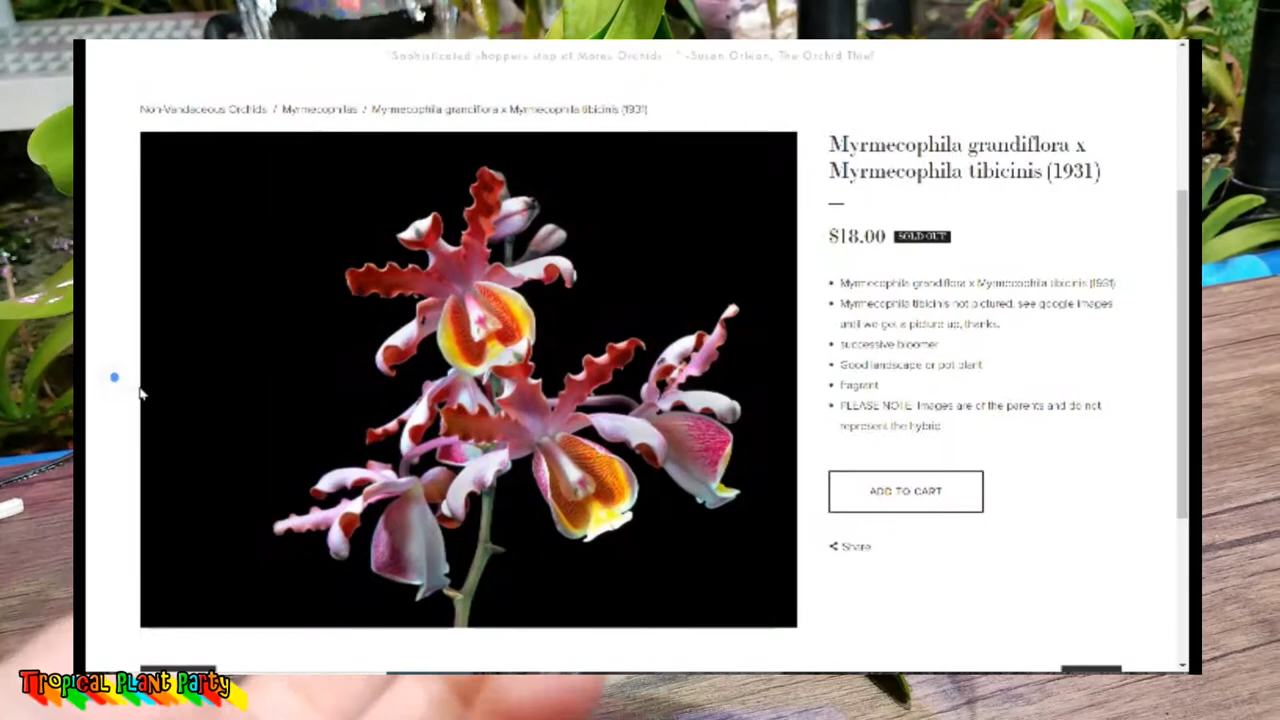 "Sophisticated shoppers stop at Motes Orchids..." -Susan Orlean, The Orchid Thief
Non-Vandaceous Orchids / Myrmecophilas / Myrmecophila grandiflora x Myrmecophila tibicinis (1931)
Myrmecophila grandiflora x
Myrmecophila tibicinis (1931)
$18.00 SOLD OUT
Myrmecophila grandiflora x Myrmecophila tibicinis (1931)
Myrmecophila tibicinis not pictured, see google images
until we get a picture up, thanks.
successive bloomer
Good landscape or pot plant
fragrant
PLEASE NOTE: Images are of the parents and do not
represent the hybrid
ADD TO CART
Share
Tropical Plant Party